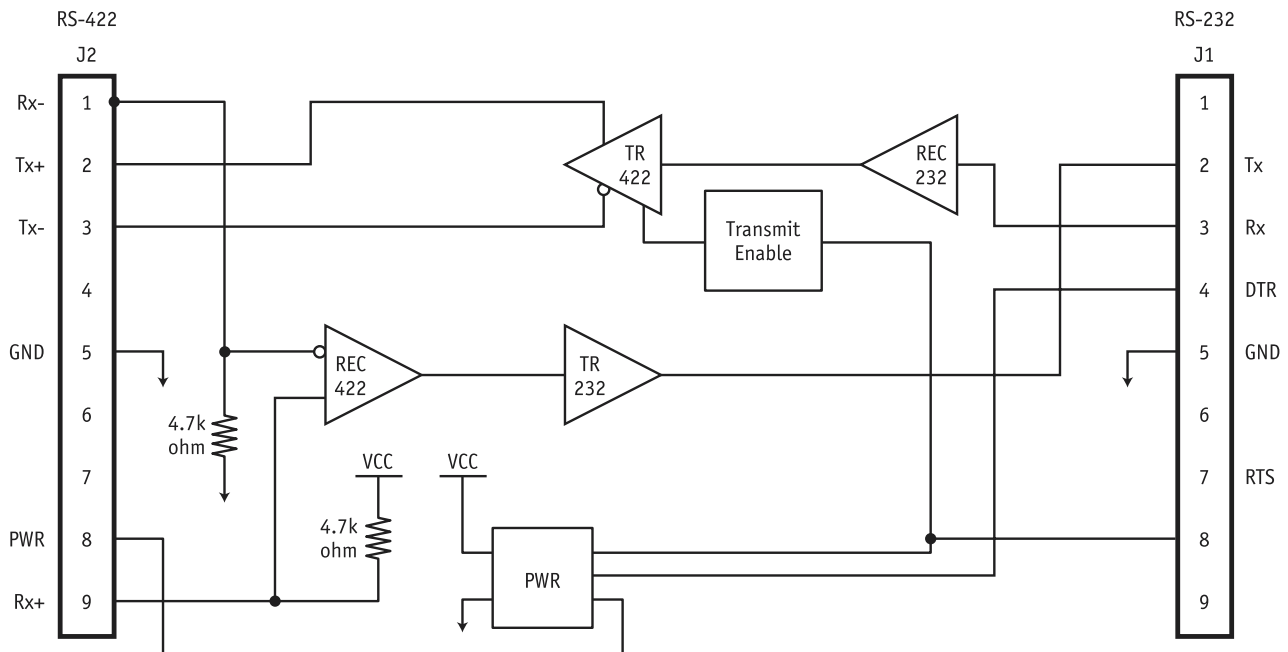 RS-422
RS-232
J2
J1
Rx- 1
1
Tx+ 2
TR
422
REC
232
2 Tx
Tx- 3
Transmit
Enable
3 Rx
4
4 DTR
GND 5
REC
422
TR
232
5 GND
6
4.7k
ohm
6
7
VCC
VCC
7 RTS
PWR 8
4.7k
ohm
8
PWR
Rx+ 9
9